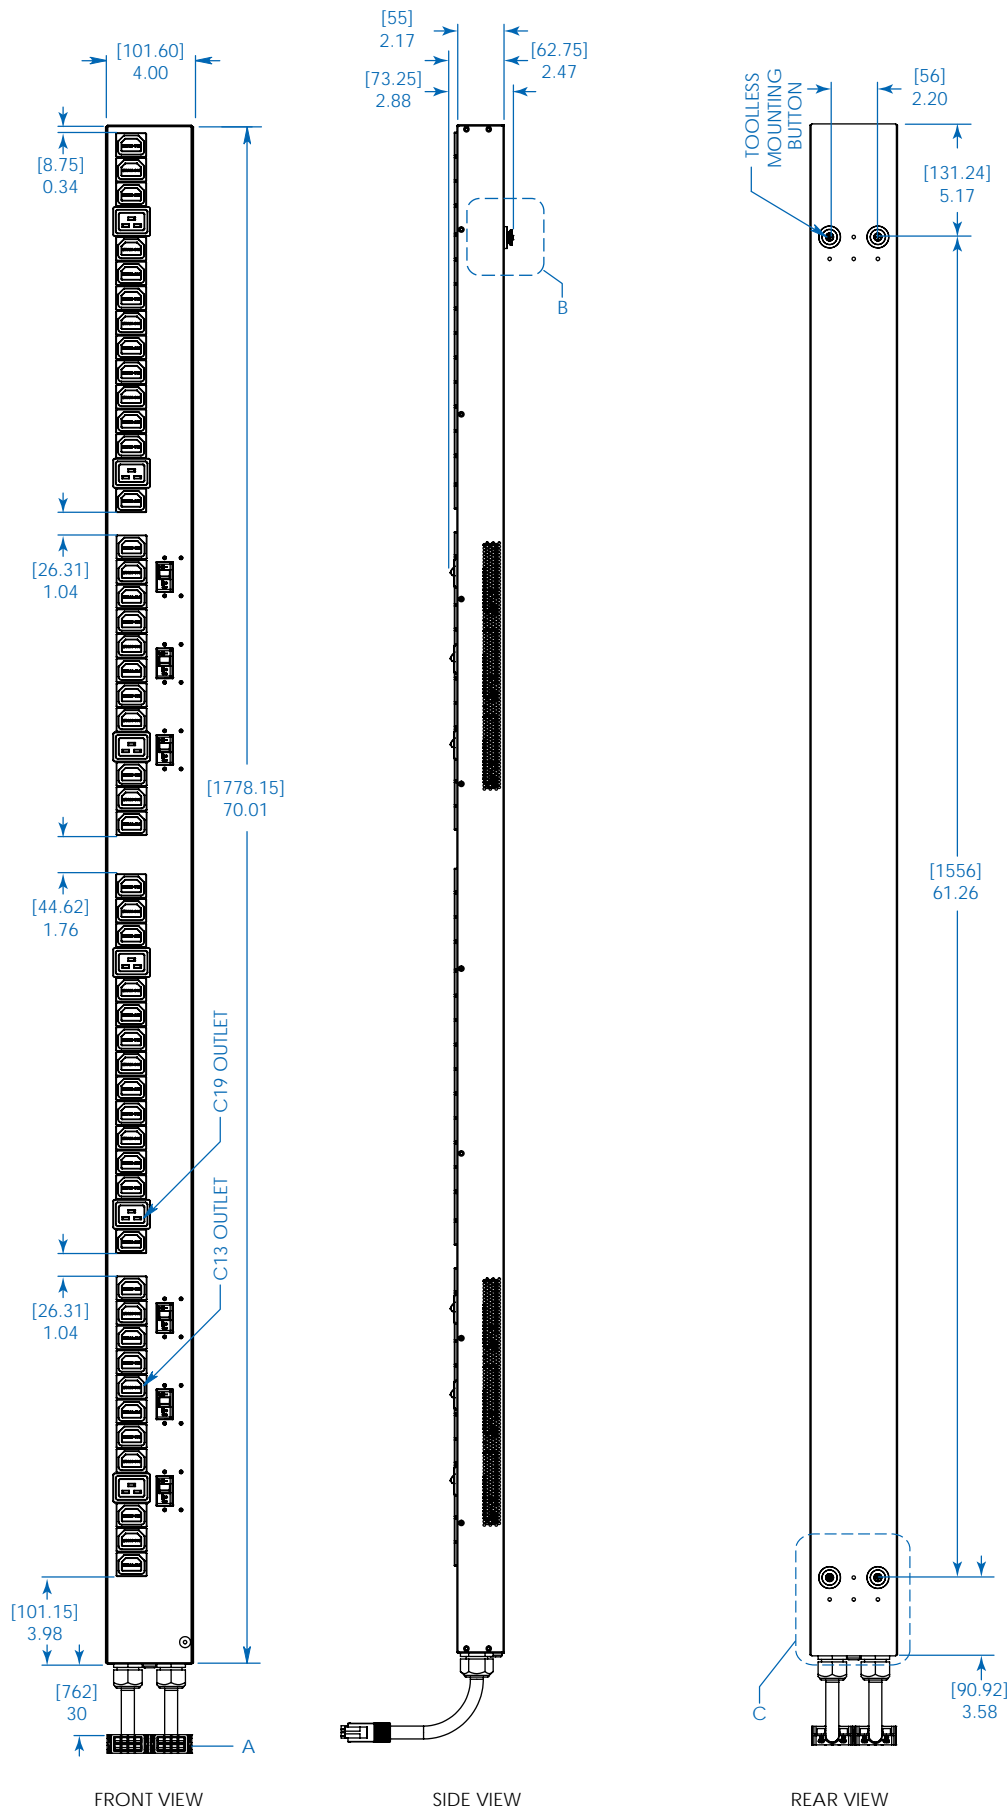 [101.60]
4.00
[8.75]
0.34
[26.31]
1.04
[1778.15]
70.01
[44.62]
1.76
C19 OUTLET
C13 OUTLET
[26.31]
1.04
[101.15]
3.98
[762]
30
A
FRONT VIEW
[55]
2.17
[62.75]
2.47
[73.25]
2.88
B
SIDE VIEW
TOOLLESS
MOUNTING
BUTTON
[56]
2.20
[131.24]
5.17
[1556]
61.26
C
[90.92]
3.58
REAR VIEW